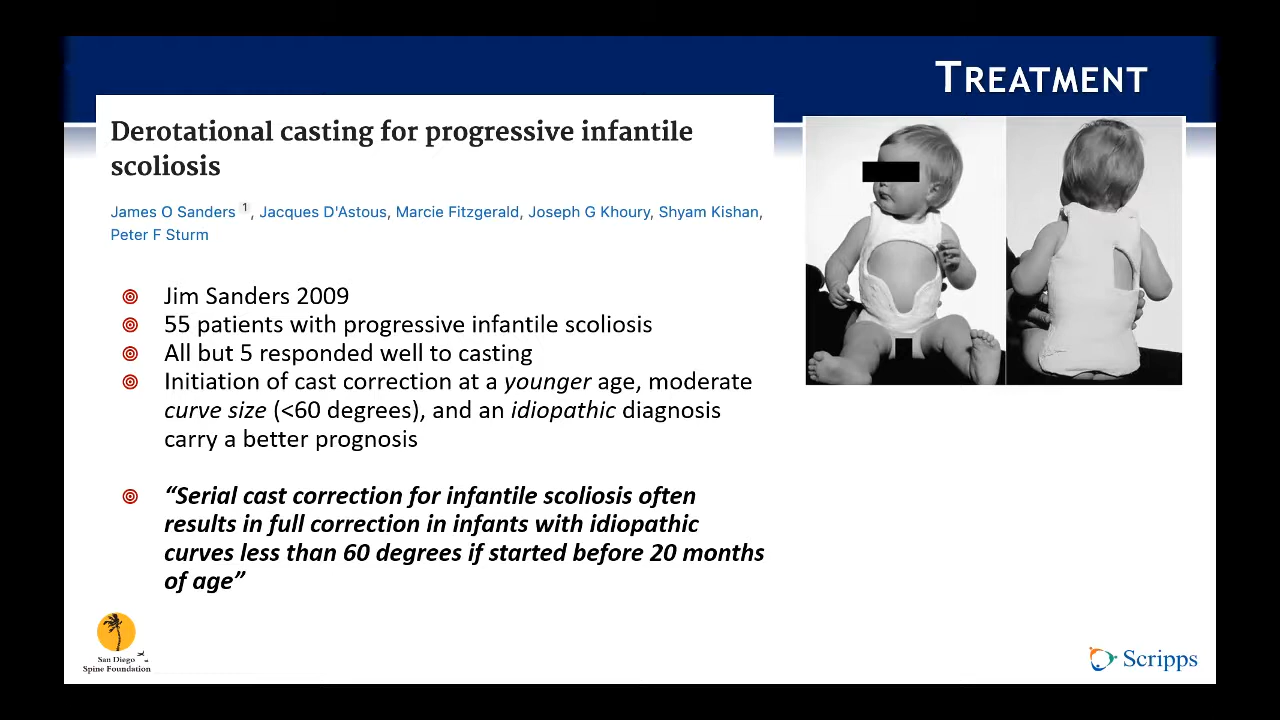 TREATMENT
Derotational casting for progressive infantile
scoliosis
James O Sanders 1, Jacques D'Astous, Marcie Fitzgerald, Joseph G Khoury, Shyam Kishan,
Peter F Sturm
Jim Sanders 2009
55 patients with progressive infantile scoliosis
All but 5 responded well to casting
Initiation of cast correction at a younger age, moderate
curve size (<60 degrees), and an idiopathic diagnosis
carry a better prognosis
“Serial cast correction for infantile scoliosis often
results in full correction in infants with idiopathic
curves less than 60 degrees if started before 20 months
of age”
San Diego
Spine Foundation
Scripps